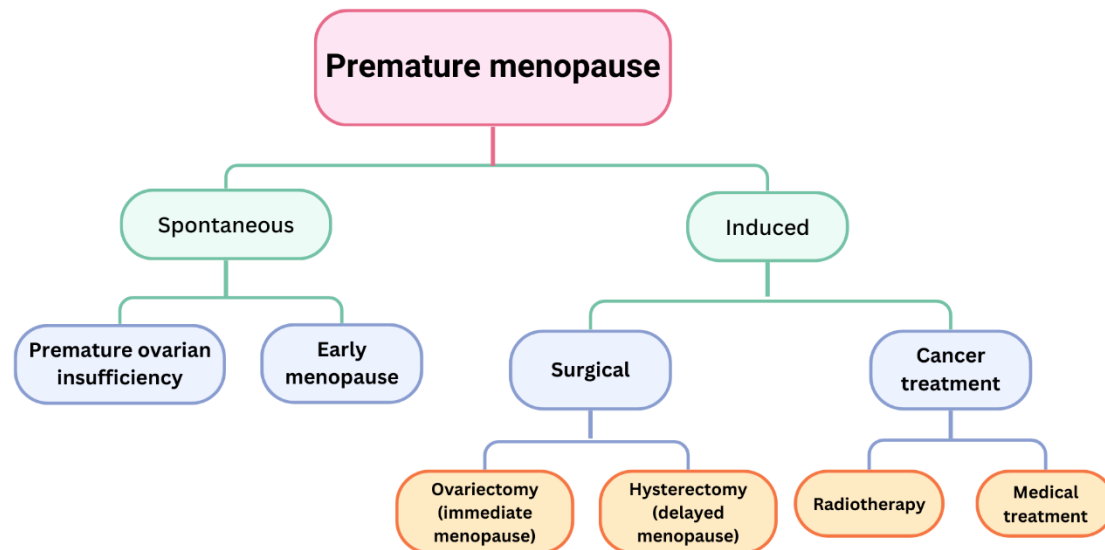 Premature menopause
Spontaneous
Induced
Premature ovarian
insufficiency
Early
menopause
Surgical
Cancer
treatment
Ovariectomy
(immediate
menopause)
Hysterectomy
(delayed
menopause)
Radiotherapy
Medical
treatment